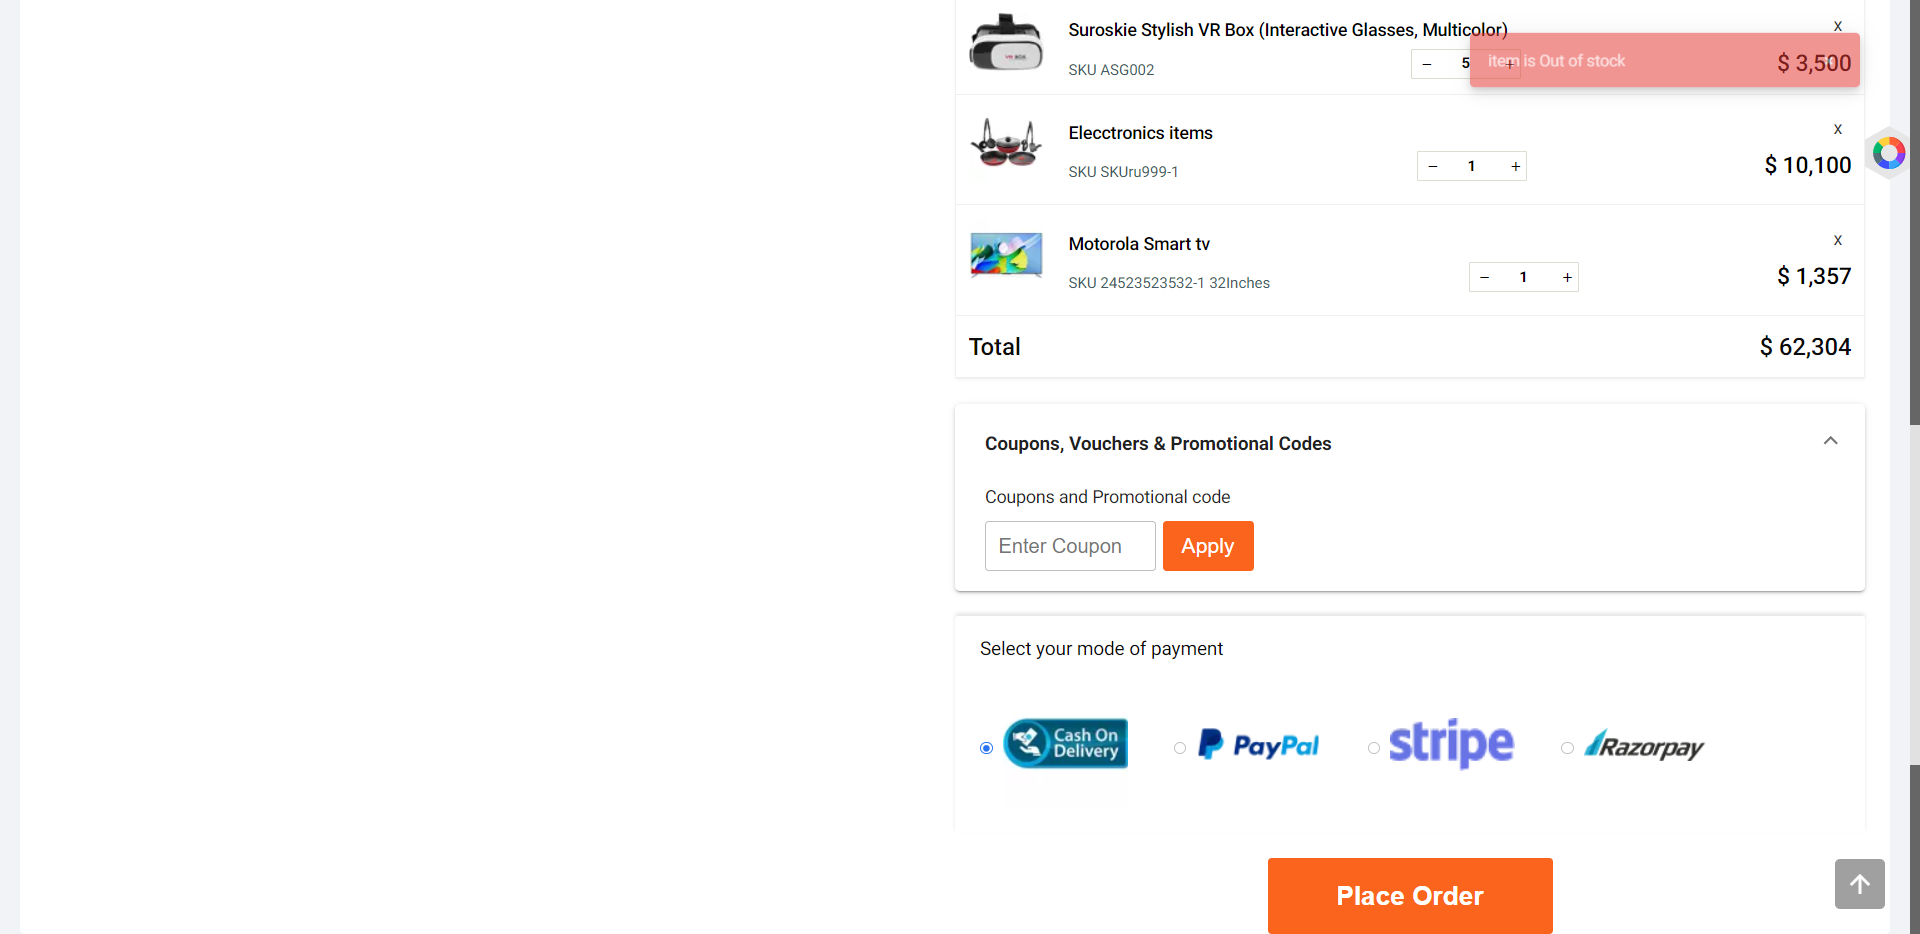 Suroskie Stylish VR Box (Interactive Glasses, Multicolor)
x
SKU ASG002
− 5 +
item is Out of stock
$ 3,500
Elecctronics items
x
SKU SKUru999-1
− 1 +
$ 10,100
Motorola Smart tv
x
SKU 24523523532-1 32Inches
− 1 +
$ 1,357
Total
$ 62,304
Coupons, Vouchers & Promotional Codes
Coupons and Promotional code
Enter Coupon
Apply
Select your mode of payment
Cash On
Delivery
PayPal
stripe
Razorpay
Place Order